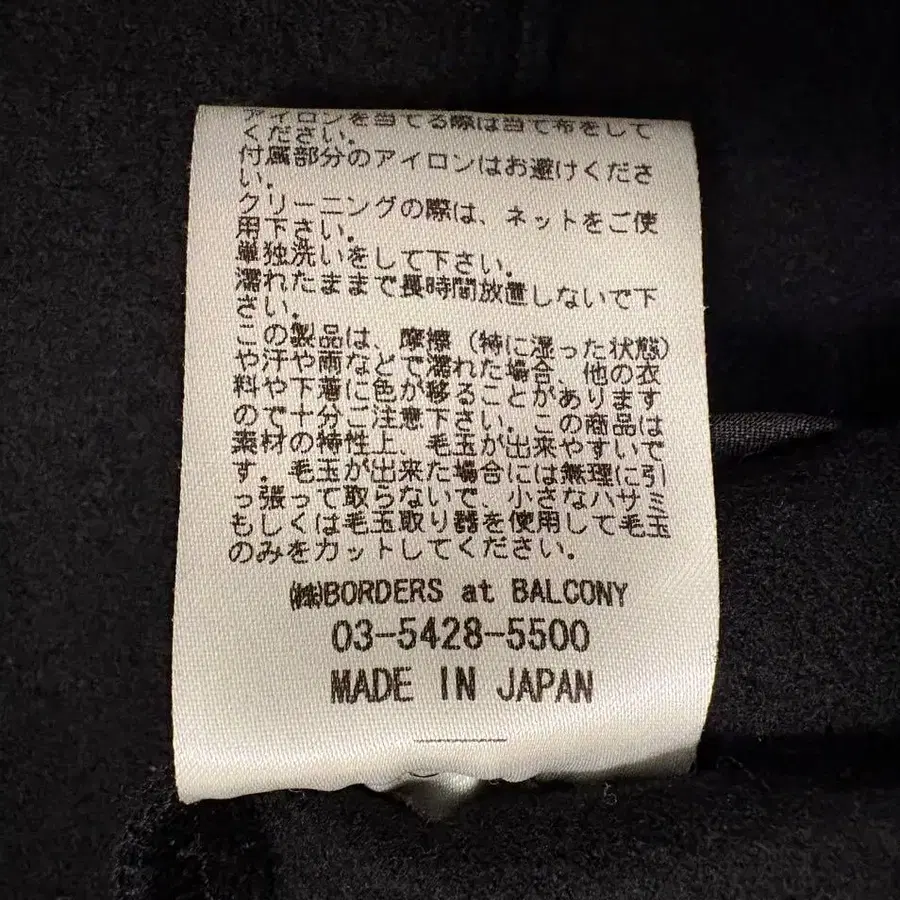 アイロンを当てる際は当て布をして
ください。
付属部分のアイロンはお避けくださ
い。
クリーニングの際は、ネットをご使
用下さい。
単独洗いをして下さい。
濡れたままで長時間放置しないで下
さい。
この製品は、摩擦（特に湿った状態）
や汗や雨などで濡れた場合、他の衣
料や下着に色が移ることがあります
ので十分ご注意下さい。この商品は
素材の特性上、毛玉が出来やすいで
す。毛玉が出来た場合には無理に引
っ張って取らないで、小さなハサミ
もしくは毛玉取り器を使用して毛玉
のみをカットしてください。
㈱BORDERS at BALCONY
03-5428-5500
MADE IN JAPAN